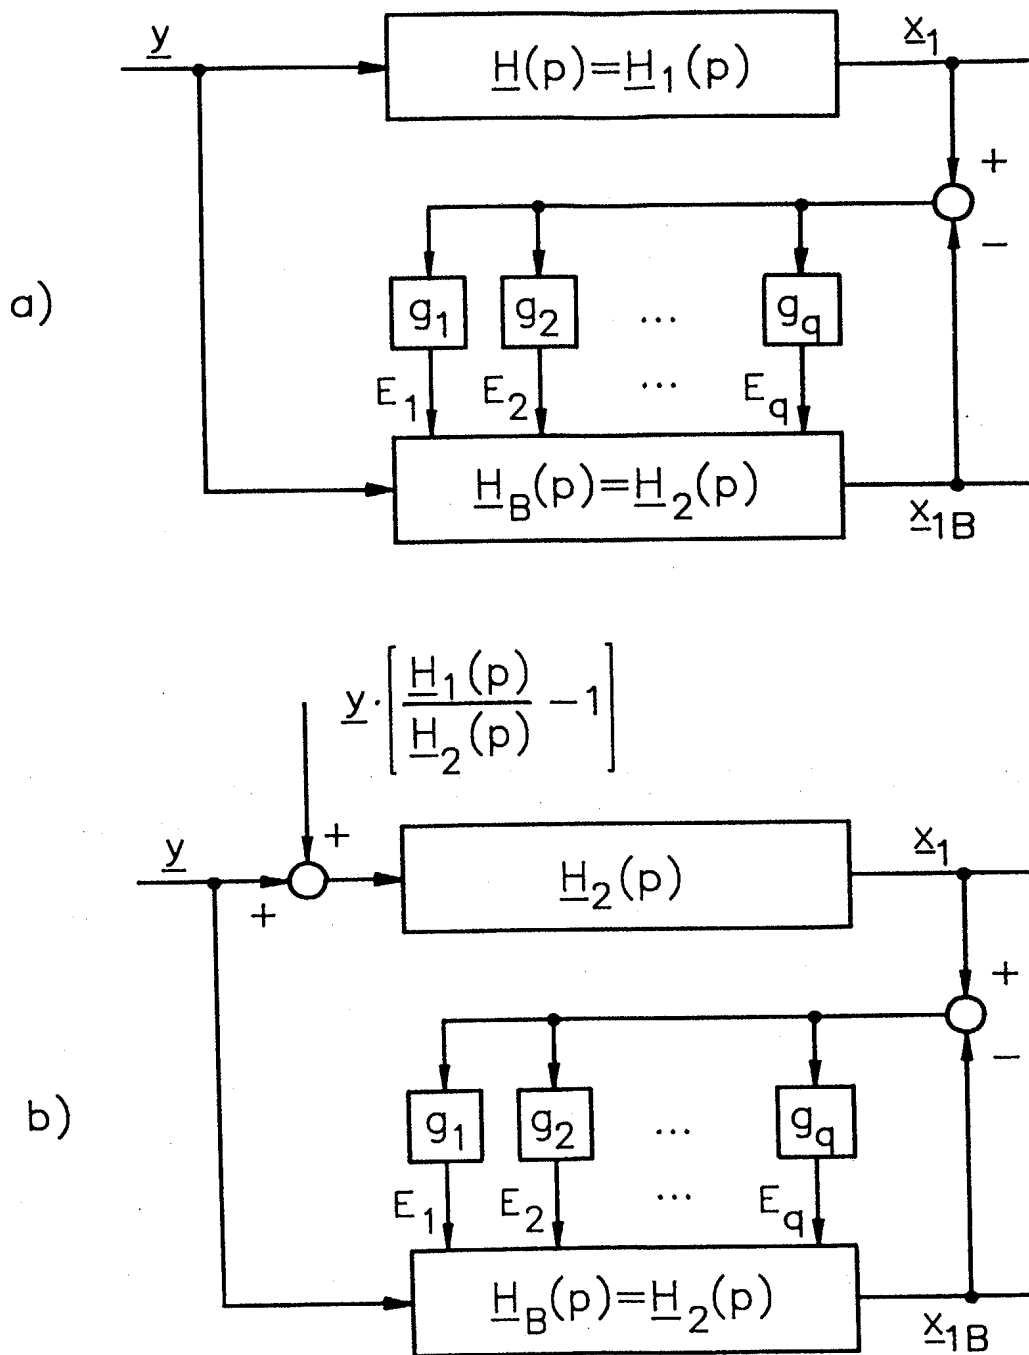 y
H(p)=H1(p)
x1
+
−
a)
g1 g2 ... gq
E1 E2 ... Eq
HB(p)=H2(p)
x1B
y·[H1(p)/H2(p) −1]
y
+
+
H2(p)
x1
+
−
b)
g1 g2 ... gq
E1 E2 ... Eq
HB(p)=H2(p)
x1B